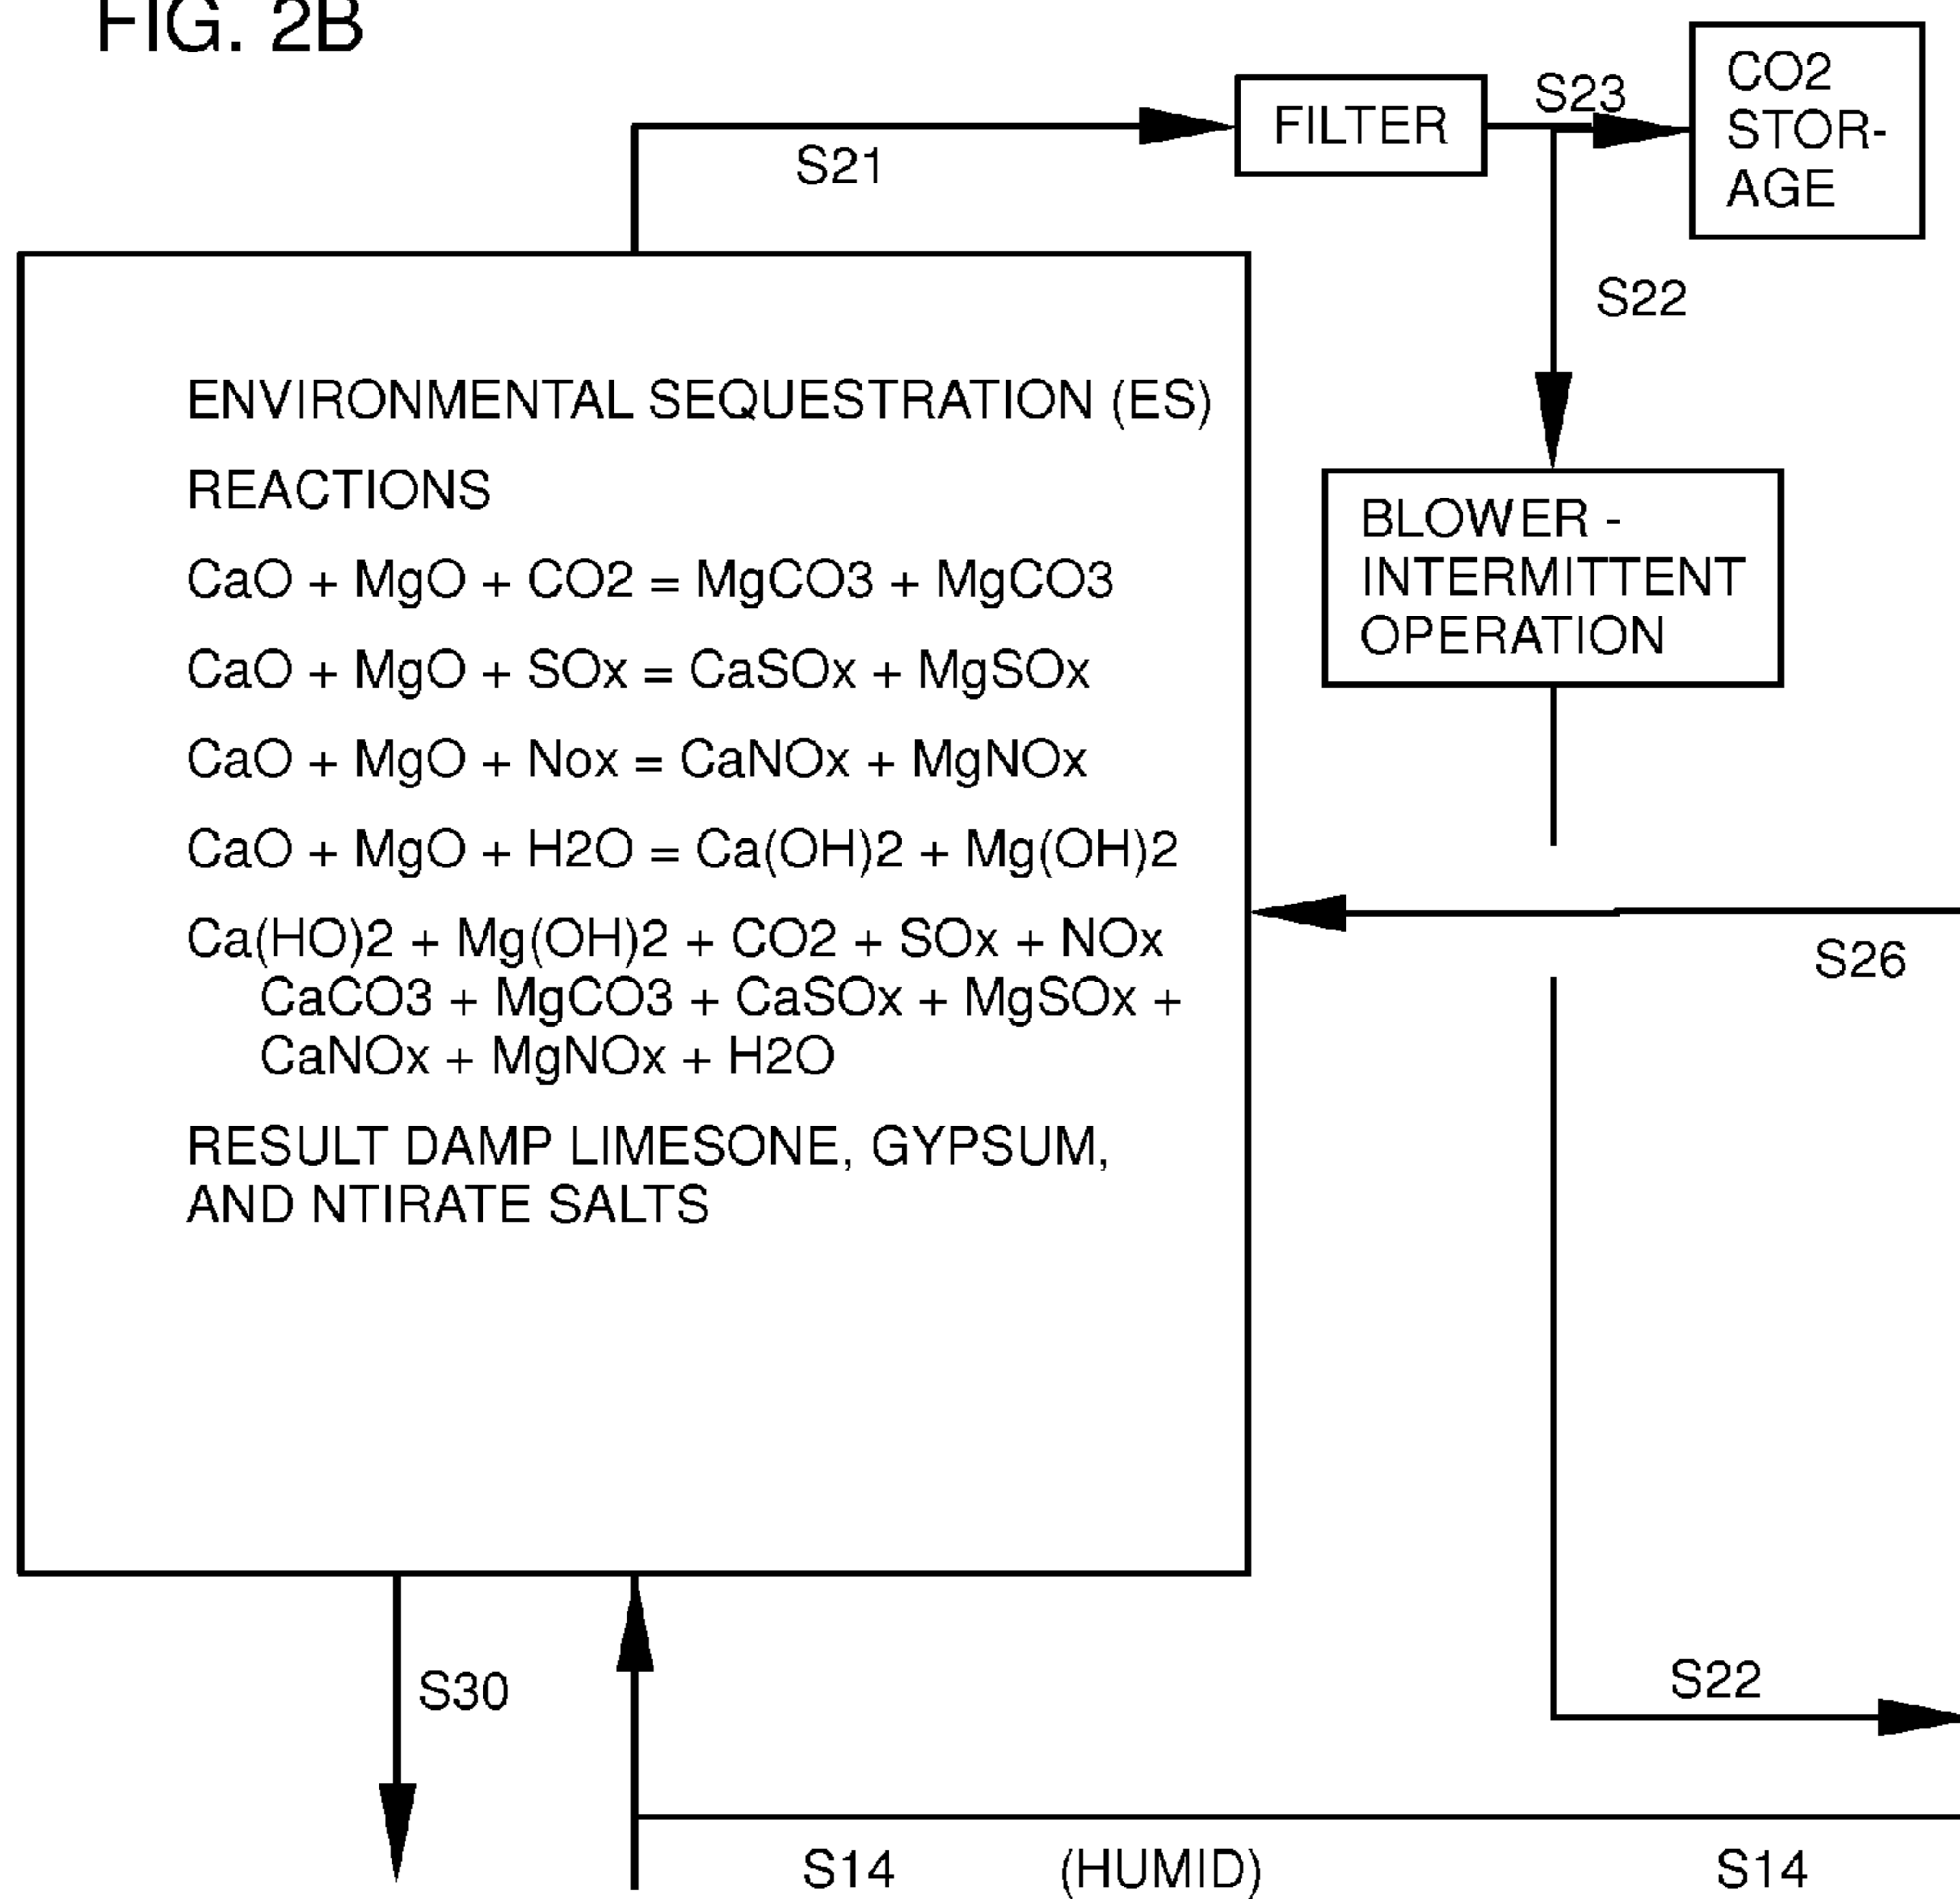 FIG. 2B
S21
FILTER
S23
CO2
STOR-
AGE
S22
ENVIRONMENTAL SEQUESTRATION (ES)
REACTIONS
CaO + MgO + CO2 = MgCO3 + MgCO3
CaO + MgO + SOx = CaSOx + MgSOx
CaO + MgO + Nox = CaNOx + MgNOx
CaO + MgO + H2O = Ca(OH)2 + Mg(OH)2
Ca(HO)2 + Mg(OH)2 + CO2 + SOx + NOx
CaCO3 + MgCO3 + CaSOx + MgSOx +
CaNOx + MgNOx + H2O
RESULT DAMP LIMESONE, GYPSUM,
AND NTIRATE SALTS
BLOWER -
INTERMITTENT
OPERATION
S26
S30
S22
S14
(HUMID)
S14